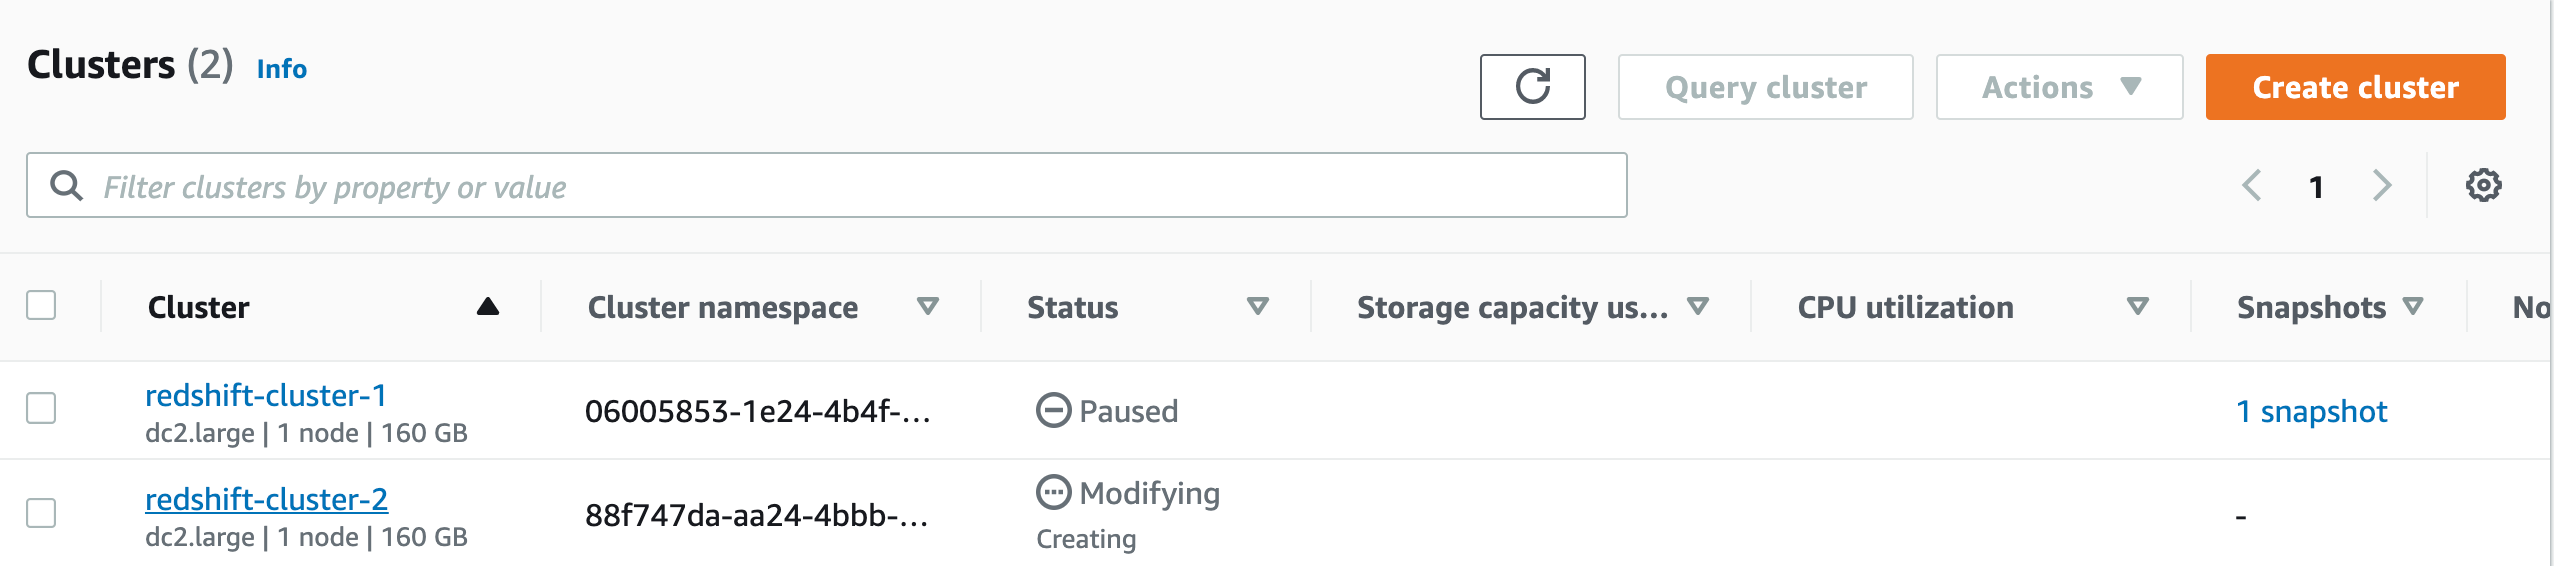 Clusters (2) Info
Query cluster
Actions
Create cluster
Filter clusters by property or value
1
Cluster
Cluster namespace
Status
Storage capacity us...
CPU utilization
Snapshots
No
redshift-cluster-1
dc2.large | 1 node | 160 GB
06005853-1e24-4b4f-...
Paused
1 snapshot
redshift-cluster-2
dc2.large | 1 node | 160 GB
88f747da-aa24-4bbb-...
Modifying
Creating
-